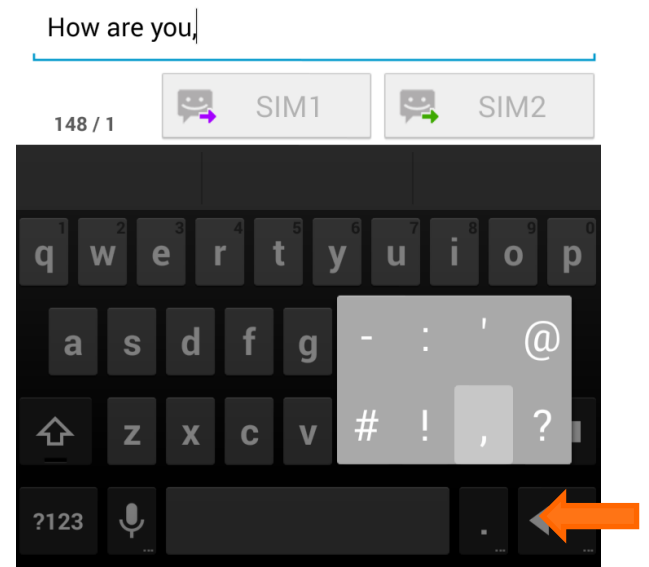 How are you,
148 / 1
SIM1
SIM2
1 2 3 4 5 6 7 8 9 0
q w e r t y u i o p
a s d f g
- : ' @
# ! , ?
z x c v
?123
.